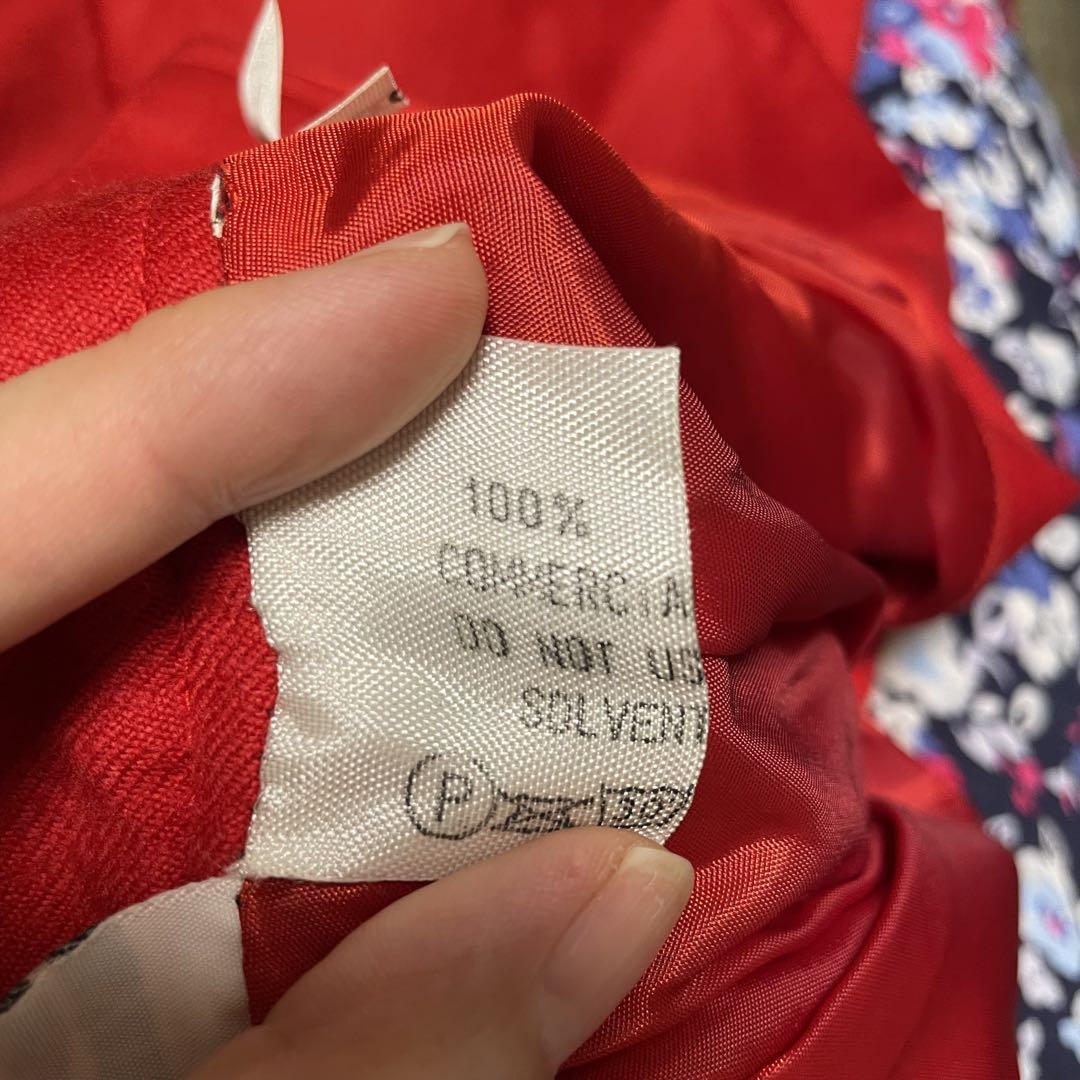 100%
COMMERCIA
DO NOT US
SOLVENT
P